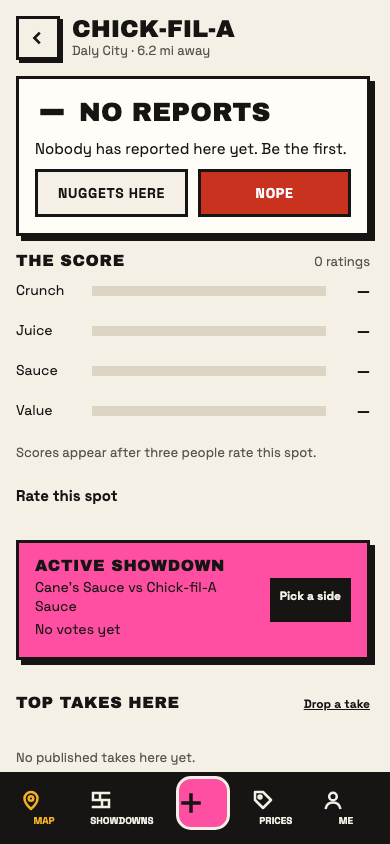 CHICK-FIL-A
Daly City · 6.2 mi away
— NO REPORTS
Nobody has reported here yet. Be the first.
NUGGETS HERE
NOPE
THE SCORE
0 ratings
Crunch —
Juice —
Sauce —
Value —
Scores appear after three people rate this spot.
Rate this spot
ACTIVE SHOWDOWN
Cane's Sauce vs Chick-fil-A
Sauce
No votes yet
Pick a side
TOP TAKES HERE
Drop a take
No published takes here yet.
MAP
SHOWDOWNS
PRICES
ME